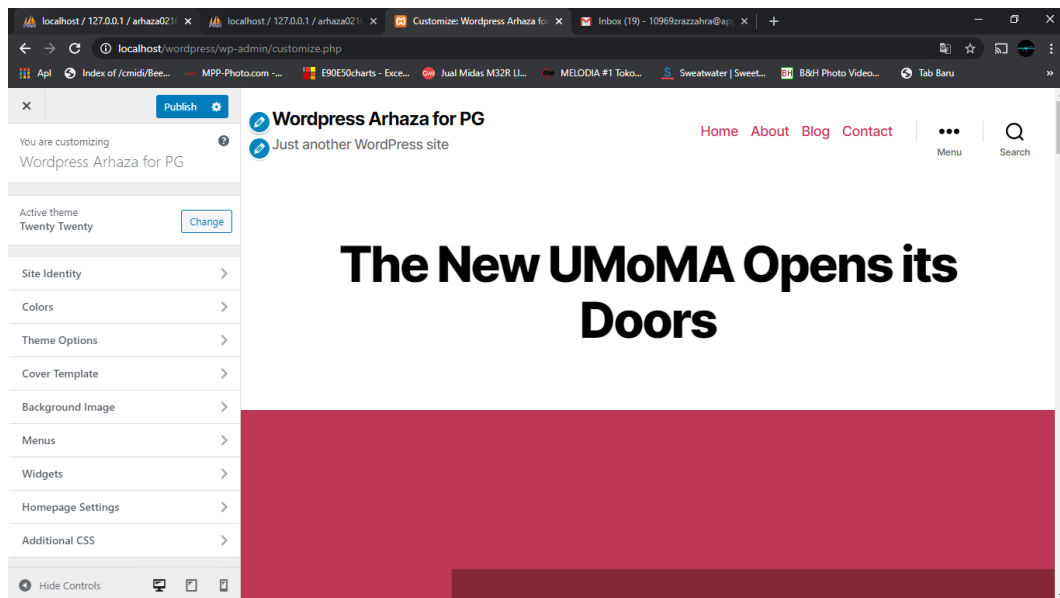 localhost / 127.0.0.1 / arhaza021
localhost / 127.0.0.1 / arhaza021
Customize: Wordpress Arhaza fo
Inbox (19) - 10969zrazzahra@ap
localhost/wordpress/wp-admin/customize.php
Apl
Index of /cmidi/Bee...
MPP-Photo.com -...
E90E50charts - Exce...
Jual Midas M32R LI...
MELODIA #1 Toko...
Sweatwater | Sweet...
B&H Photo Video...
Tab Baru
Publish
You are customizing
Wordpress Arhaza for PG
Active theme
Twenty Twenty
Change
Site Identity
Colors
Theme Options
Cover Template
Background Image
Menus
Widgets
Homepage Settings
Additional CSS
Hide Controls
Wordpress Arhaza for PG
Just another WordPress site
Home About Blog Contact
Menu
Search
The New UMoMA Opens its
Doors